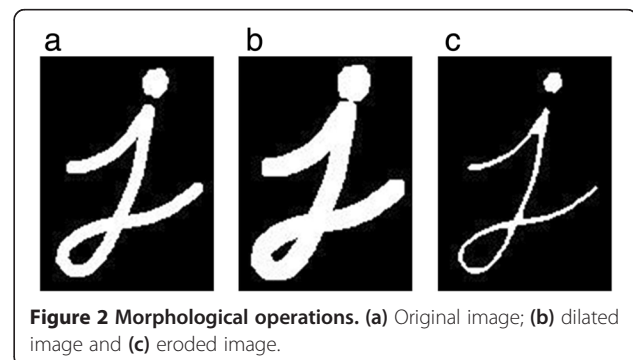 a b c
j j j
Figure 2 Morphological operations. (a) Original image; (b) dilated
image and (c) eroded image.